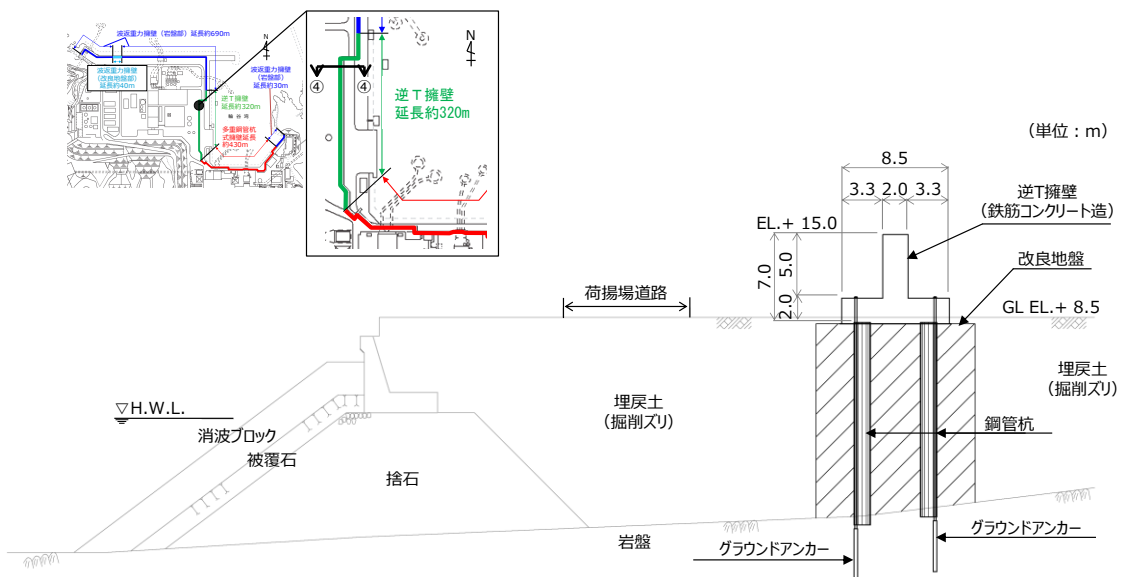 波返重力擁壁（岩盤部）延長約690m
N
波返重力擁壁
（改良地盤部）
延長約40m
波返重力擁壁
（岩盤部）
延長約30m
逆T擁壁
延長約320m
輪谷湾
多重鋼管杭
式擁壁延長
約430m
N
④
④
逆T擁壁
延長約320m
（単位：m）
8.5
3.3
2.0
3.3
逆T擁壁
（鉄筋コンクリート造）
EL.+ 15.0
7.0
5.0
2.0
改良地盤
荷揚場道路
GL EL.+ 8.5
▽H.W.L.
消波ブロック
被覆石
捨石
埋戻土
（掘削ズリ）
埋戻土
（掘削ズリ）
鋼管杭
岩盤
グラウンドアンカー
グラウンドアンカー